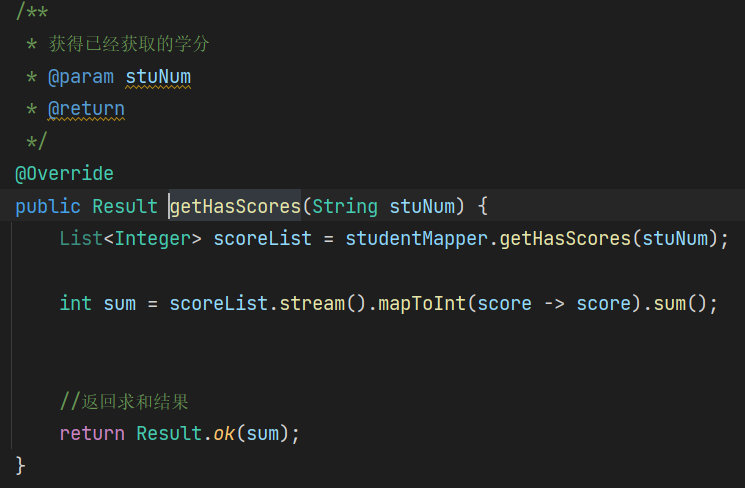 /**
 * 获得已经获取的学分
 * @param stuNum
 * @return
 */
@Override
public Result getHasScores(String stuNum) {
    List<Integer> scoreList = studentMapper.getHasScores(stuNum);
    int sum = scoreList.stream().mapToInt(score -> score).sum();
    //返回求和结果
    return Result.ok(sum);
}